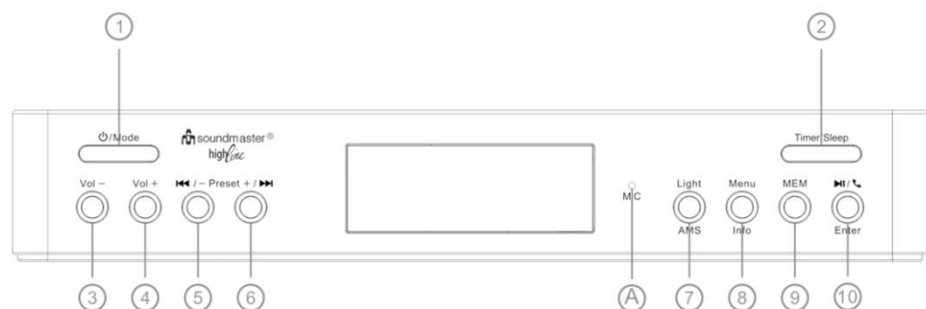 1 2
⏻/Mode soundmaster® Timer Sleep
highline
Vol – Vol + ⏮ / – Preset + / ⏭ MIC Light Menu MEM ⏯/📞
AMS Info Enter
3 4 5 6 A 7 8 9 10